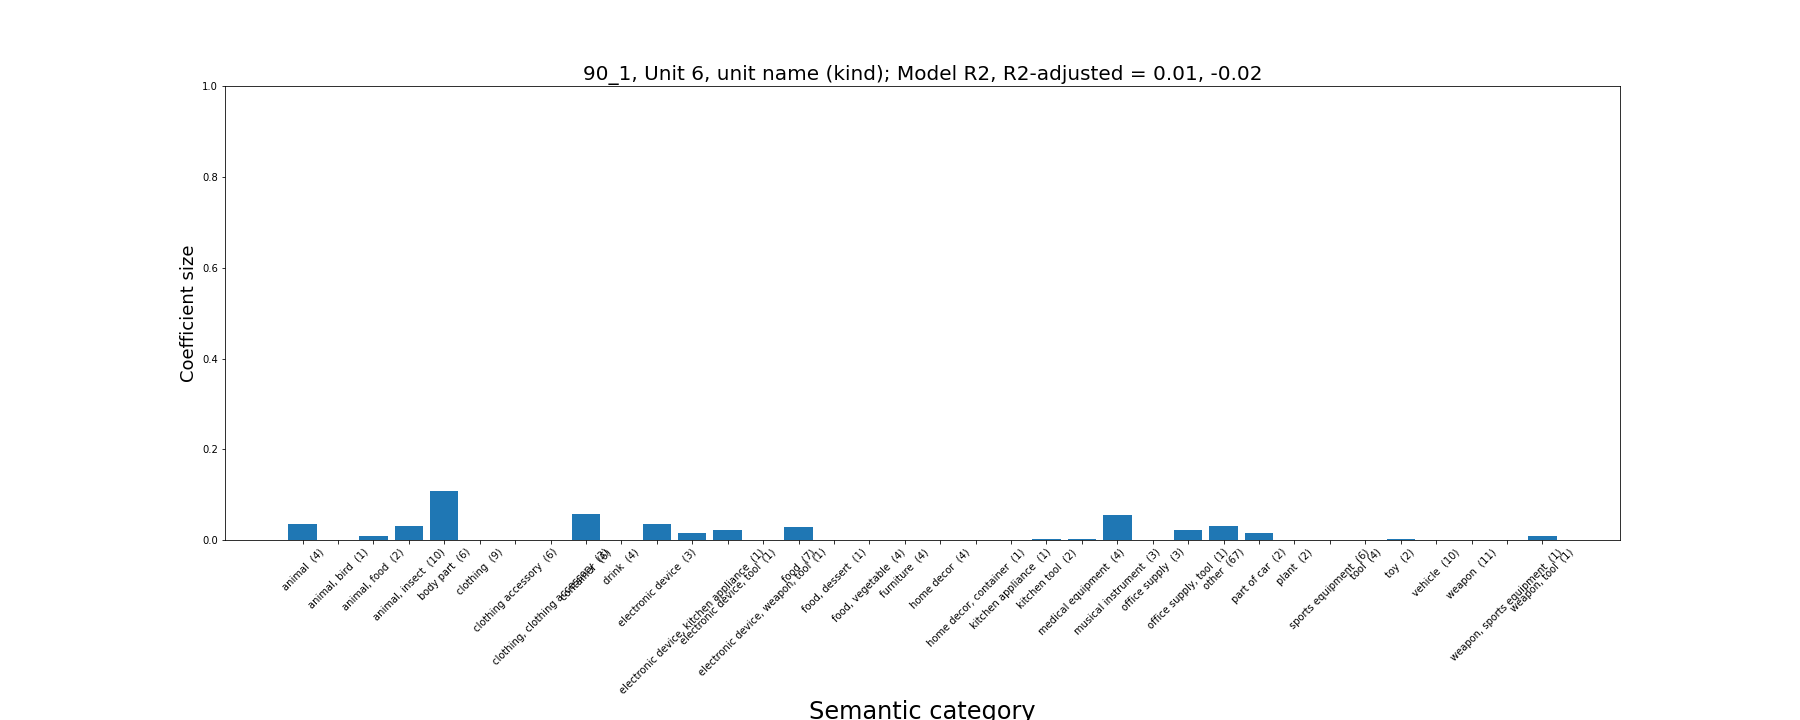 90_1, Unit 6, unit name (kind); Model R2, R2-adjusted = 0.01, -0.02
1.0
0.8
0.6
0.4
0.2
0.0
Coefficient size
animal (4)
animal, bird (1)
animal, food (2)
animal, insect (10)
body part (6)
clothing (9)
clothing accessory (6)
clothing, clothing accessory (2)
container (6)
drink (4)
electronic device (3)
electronic device, kitchen appliance (1)
electronic device, tool (1)
electronic device, weapon, tool (1)
food (7)
food, dessert (1)
food, vegetable (4)
furniture (4)
home decor (4)
home decor, container (1)
kitchen appliance (1)
kitchen tool (2)
medical equipment (4)
musical instrument (3)
office supply (3)
office supply, tool (1)
other (67)
part of car (2)
plant (2)
sports equipment (6)
tool (4)
toy (2)
vehicle (10)
weapon (11)
weapon, sports equipment (1)
weapon, tool (1)
Semantic category